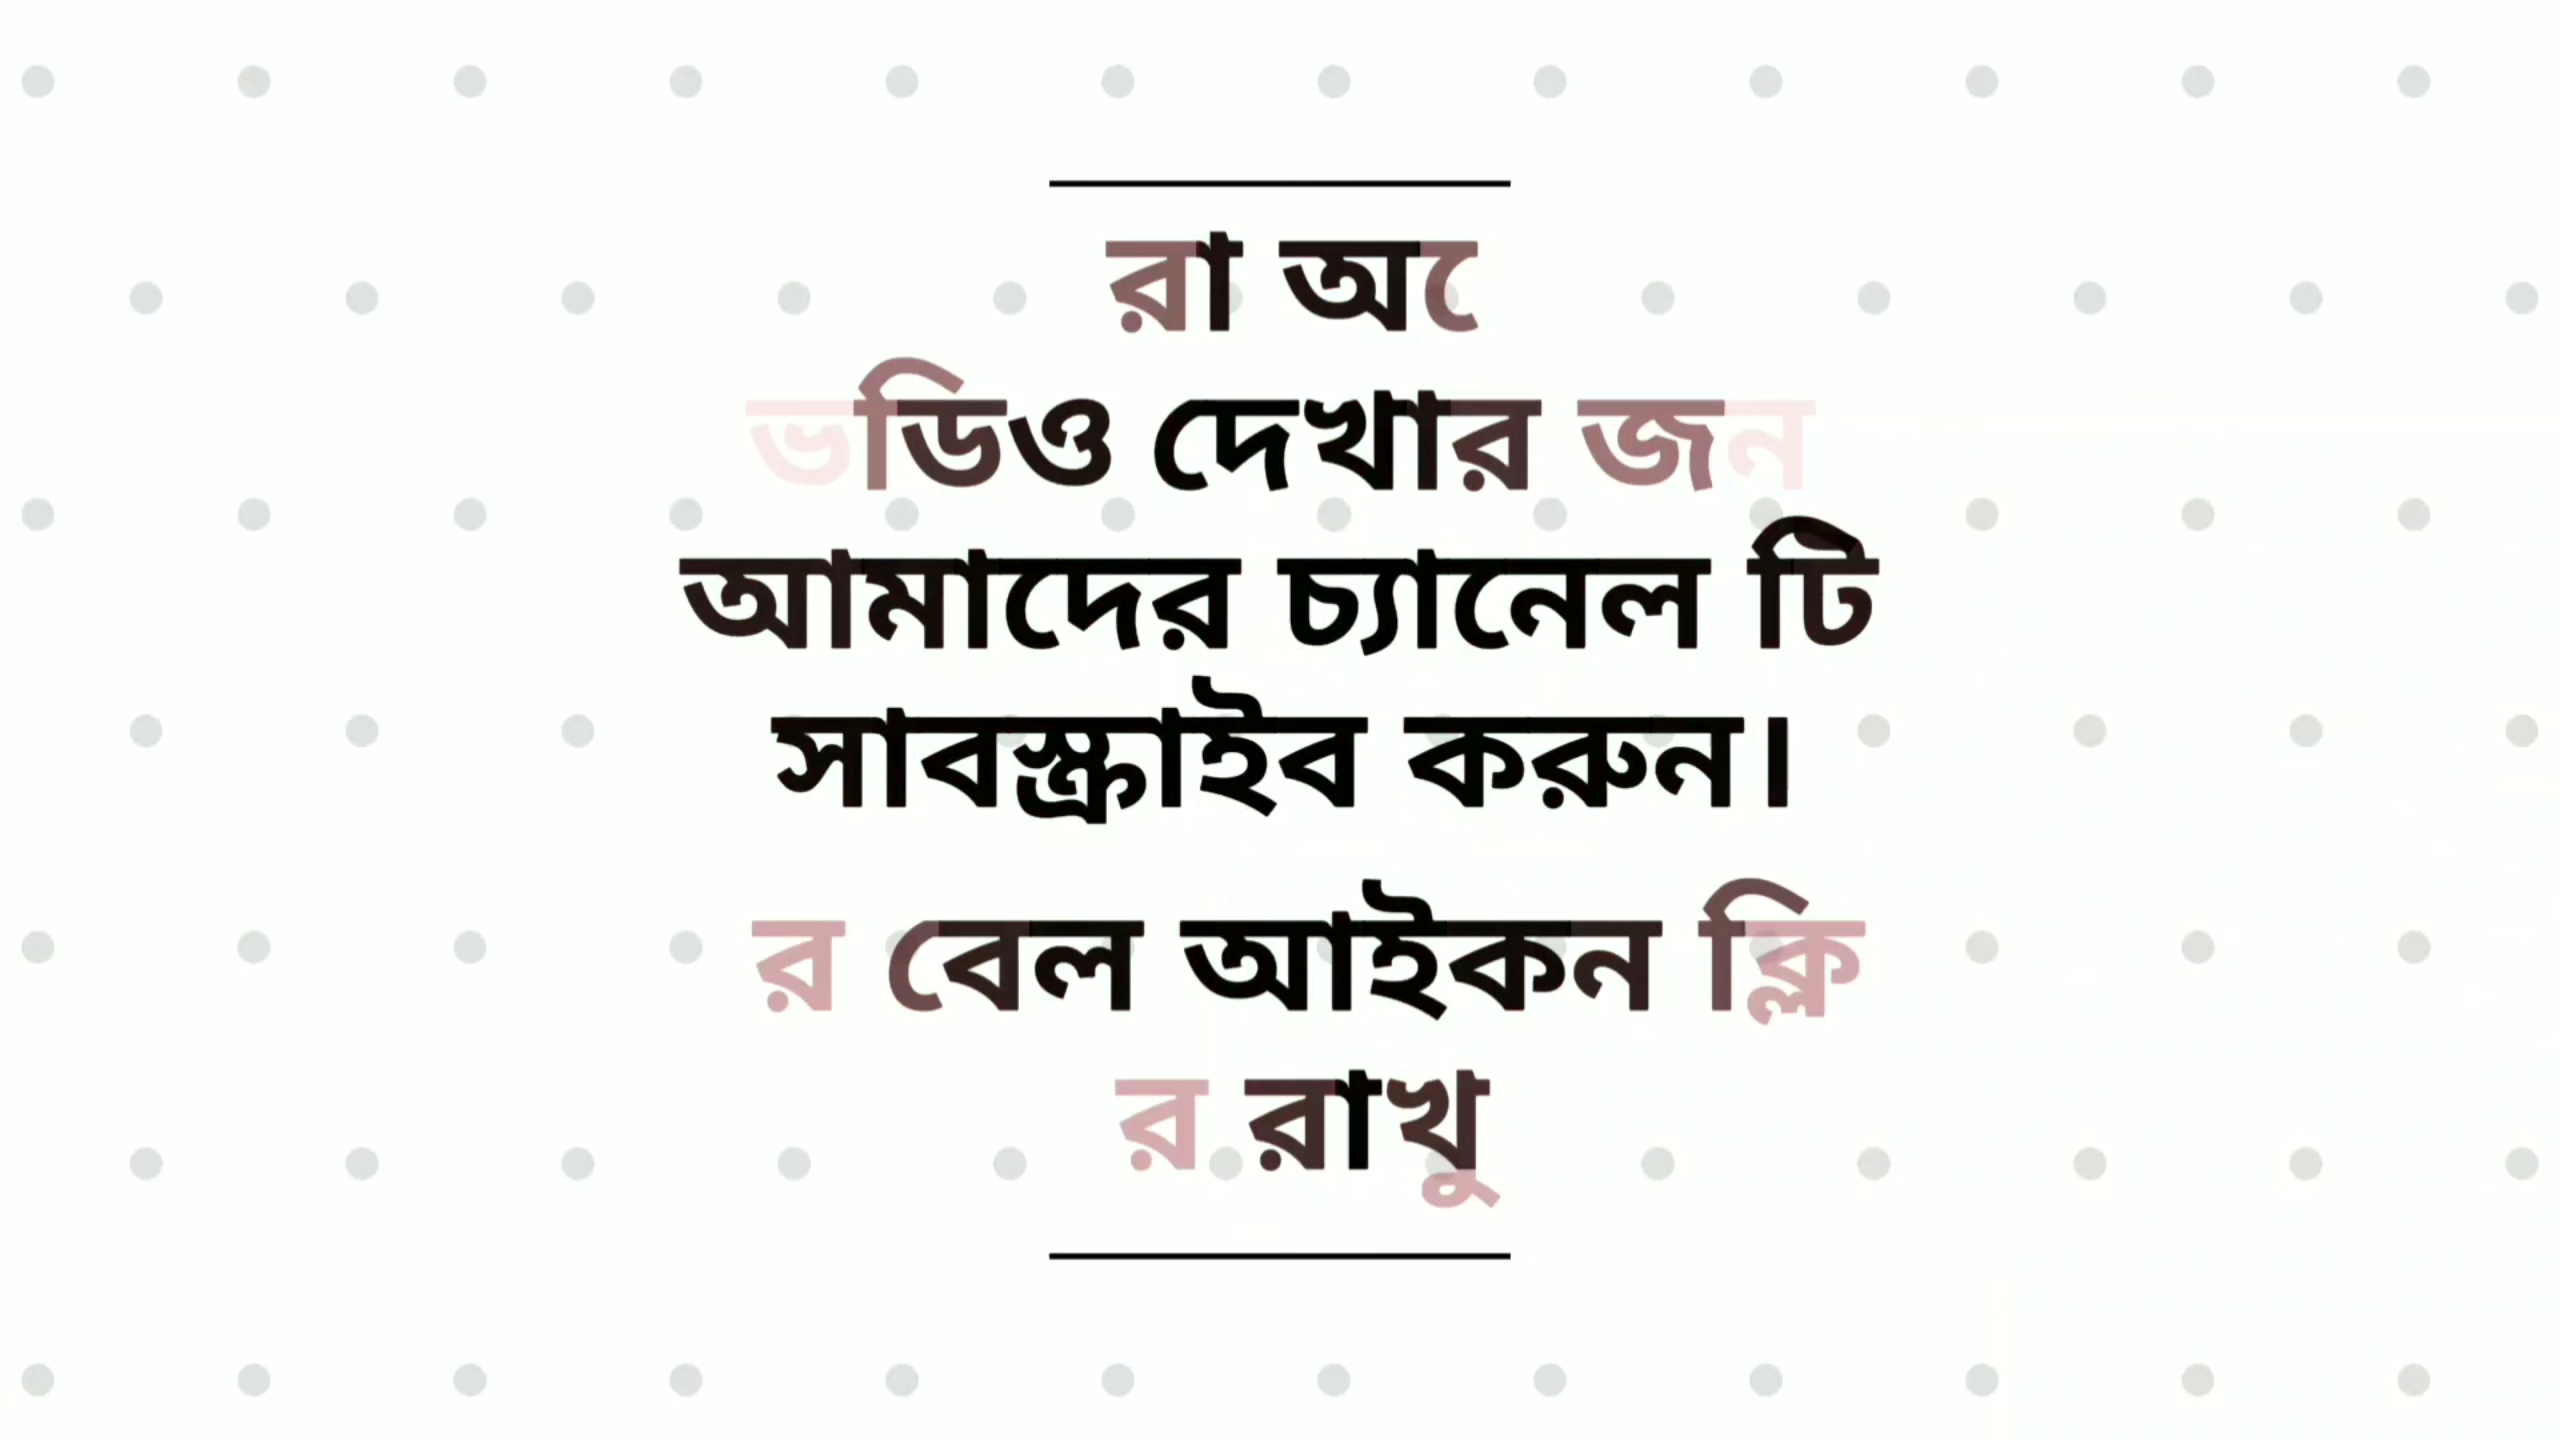 রা অ
ভিডিও দেখার জন
আমাদের চ্যানেল টি
সাবস্ক্রাইব করুন।
র বেল আইকন ক্লি
র রাখু